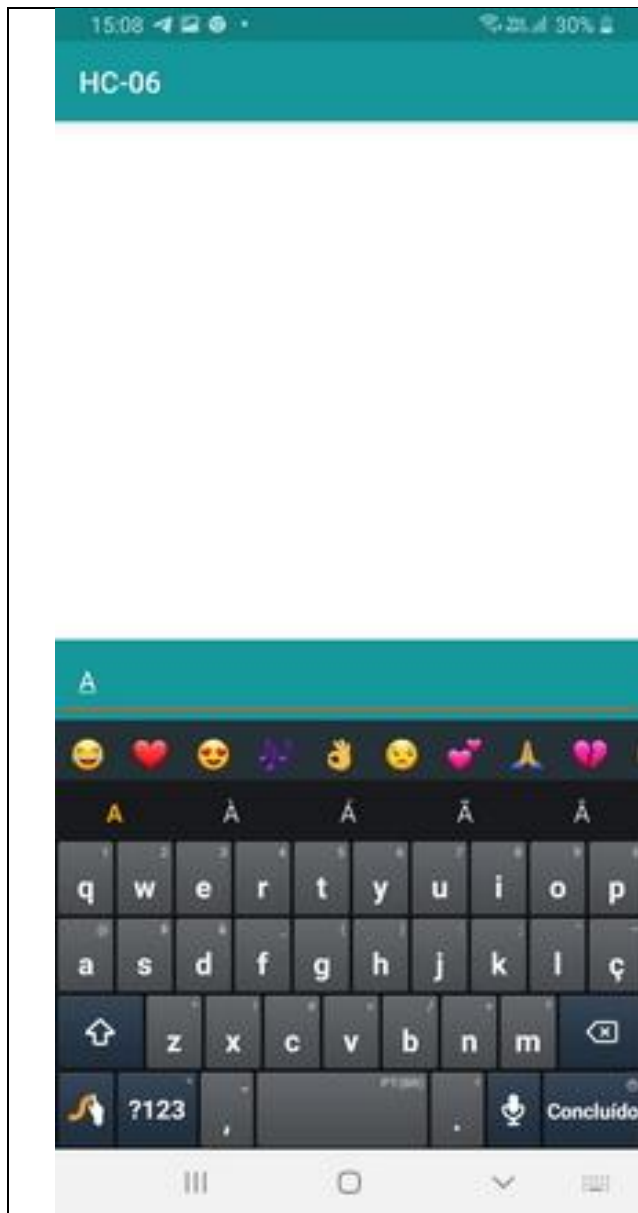 15:08 30%
HC-06
A
A À Á Ã Â
q w e r t y u i o p
a s d f g h j k l ç
z x c v b n m
?123 , . Concluído